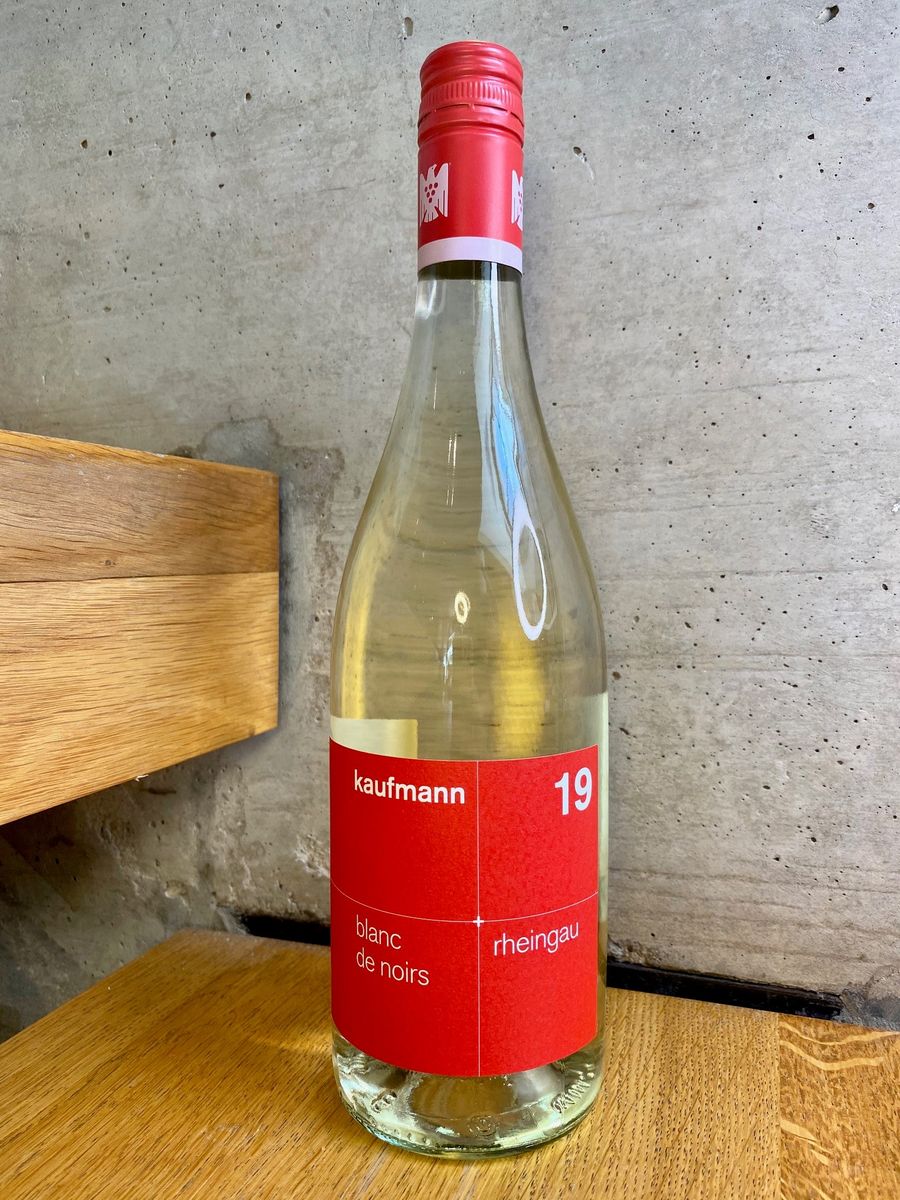 kaufmann
19
blanc
de noirs
rheingau